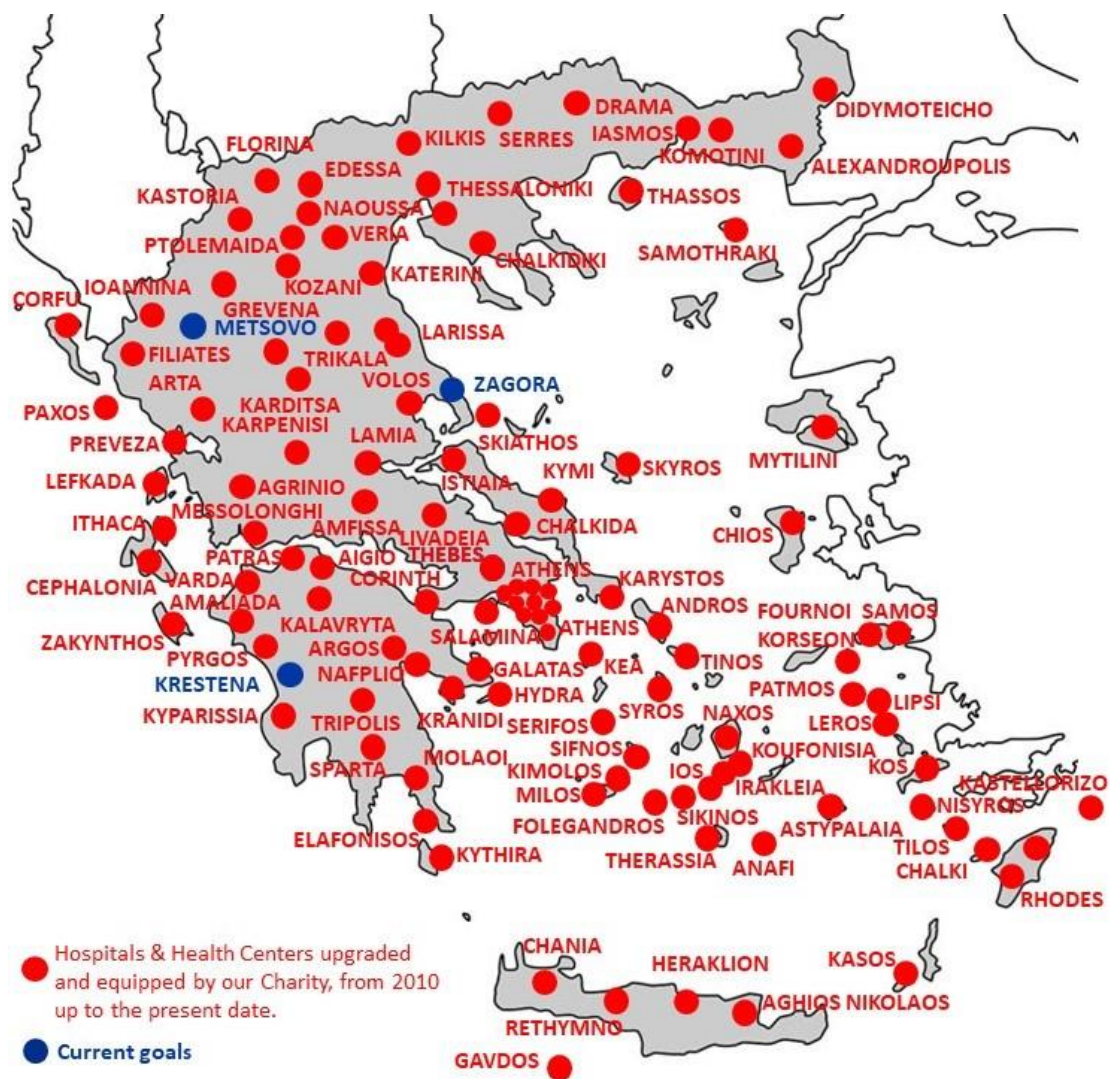 DRAMA
DIDYMOTEICHO
FLORINA
KILKIS
SERRES
IASMOS
KOMOTINI
ALEXANDROUPOLIS
EDESSA
KASTORIA
THESSALONIKI
THASSOS
NAOUSSA
PTOLEMAIDA
VERIA
CHALKIDIKI
SAMOTHRAKI
IOANNINA
KOZANI
KATERINI
CORFU
GREVENA
METSOVO
LARISSA
FILIATES
TRIKALA
ARTA
VOLOS
ZAGORA
PAXOS
KARDITSA
KARPENISI
SKIATHOS
PREVEZA
LAMIA
KYMI
SKYROS
MYTILINI
LEFKADA
AGRINIO
ISTIAIA
MESSOLONGHI
ITHACA
AMFISSA
CHALKIDA
CHIOS
LIVADEIA
PATRAS
AIGIO
THEBES
CEPHALONIA
VARDA
CORINTH
ATHENS
KARYSTOS
AMALIADA
ANDROS
FOURNOI
SAMOS
ZAKYNTHOS
KALAVRYTA
SALAMINA
ATHENS
KORSEON
PYRGOS
ARGOS
KEA
TINOS
KRESTENA
NAFPLIO
GALATAS
PATMOS
LIPSI
KYPARISSIA
TRIPOLIS
KRANIDI
HYDRA
SYROS
NAXOS
LEROS
SERIFOS
SIFNOS
KOUFONISIA
MOLAOI
SPARTA
KIMOLOS
IOS
IRAKLEIA
KOS
KASTELLORIZO
MILOS
NISYROS
FOLEGANDROS
SIKINOS
ASTYPALAIA
ELAFONISOS
KYTHIRA
THERASSIA
ANAFI
TILOS
CHALKI
RHODES
Hospitals & Health Centers upgraded
and equipped by our Charity, from 2010
up to the present date.
Current goals
CHANIA
HERAKLION
KASOS
RETHYMNO
AGHIOS NIKOLAOS
GAVDOS